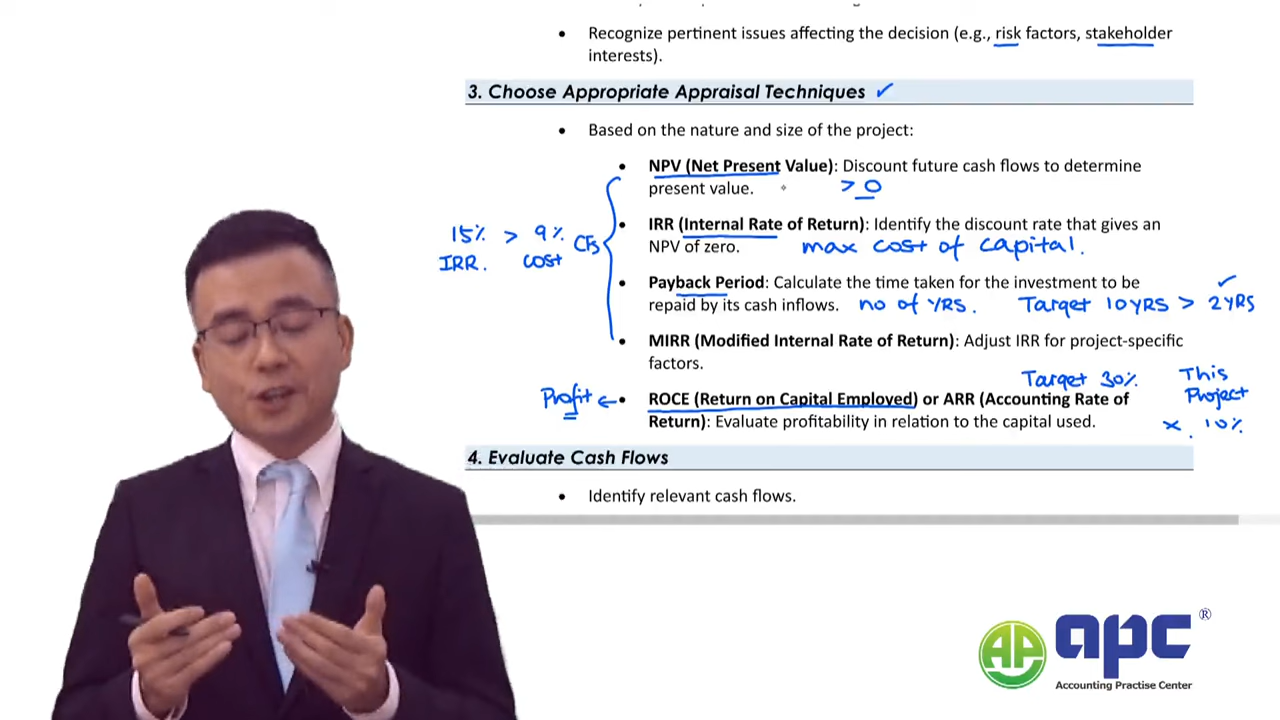 • Recognize pertinent issues affecting the decision (e.g., risk factors, stakeholder
interests).
3. Choose Appropriate Appraisal Techniques ✓
• Based on the nature and size of the project:
• NPV (Net Present Value): Discount future cash flows to determine
present value. > 0
• IRR (Internal Rate of Return): Identify the discount rate that gives an
NPV of zero. max cost of capital.
15% > 9% CFs
IRR. cost
• Payback Period: Calculate the time taken for the investment to be
repaid by its cash inflows. no of YRS. Target 10YRS > 2YRS ✓
• MIRR (Modified Internal Rate of Return): Adjust IRR for project-specific
factors.
Target 30% This
Project
x. 10%
Profit ← • ROCE (Return on Capital Employed) or ARR (Accounting Rate of
Return): Evaluate profitability in relation to the capital used.
4. Evaluate Cash Flows
• Identify relevant cash flows.
AP apc ®
Accounting Practise Center